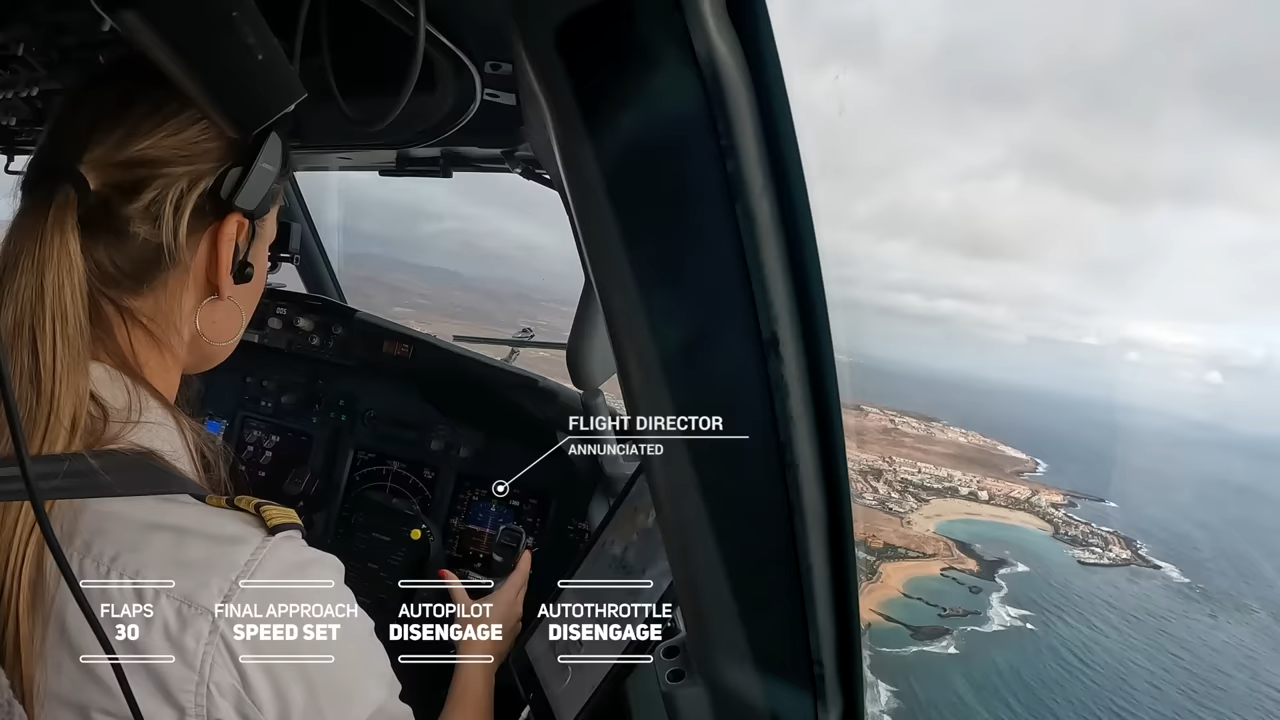 FLIGHT DIRECTOR
ANNUNCIATED
FLAPS
30
FINAL APPROACH
SPEED SET
AUTOPILOT
DISENGAGE
AUTOTHROTTLE
DISENGAGE